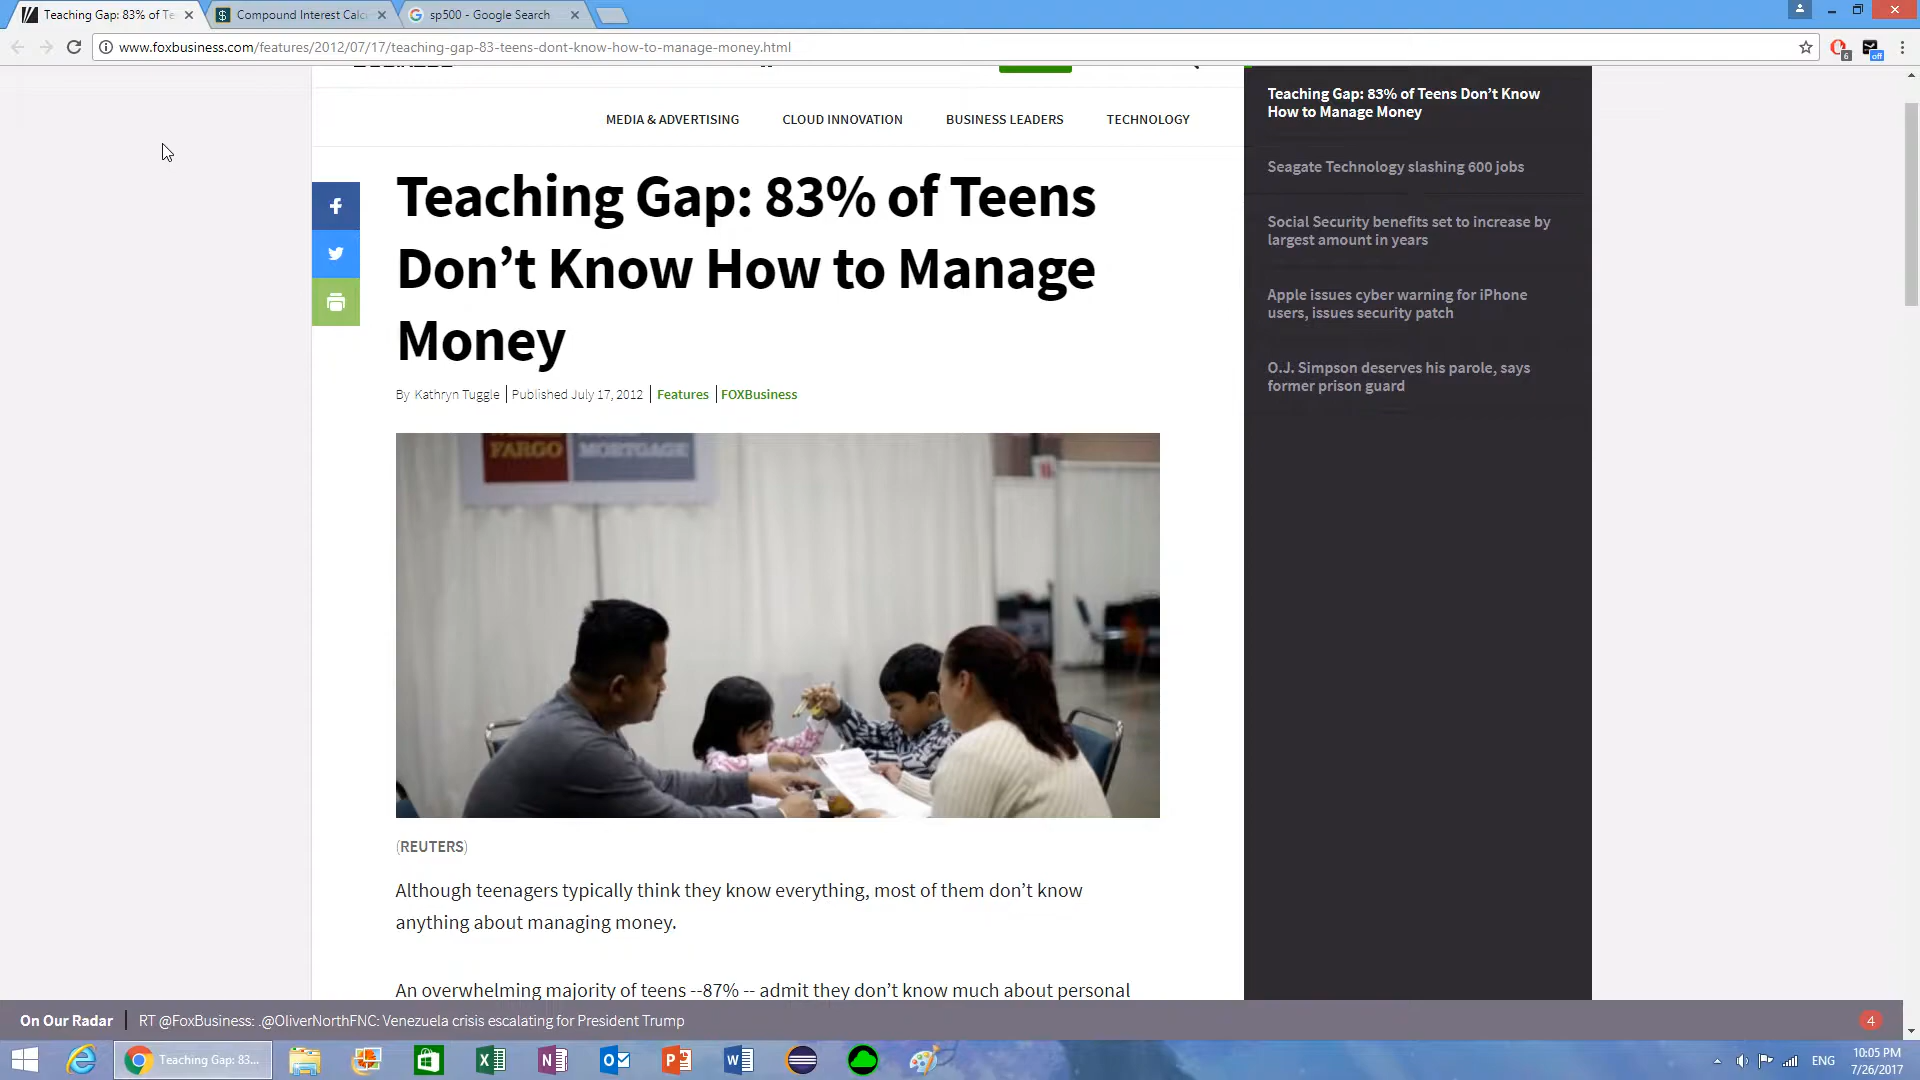 Teaching Gap: 83% of Te
Compound Interest Calc
sp500 - Google Search
www.foxbusiness.com/features/2012/07/17/teaching-gap-83-teens-dont-know-how-to-manage-money.html
6
off
MEDIA & ADVERTISING
CLOUD INNOVATION
BUSINESS LEADERS
TECHNOLOGY
Teaching Gap: 83% of Teens
Don’t Know How to Manage
Money
By Kathryn Tuggle
Published July 17, 2012
Features
FOXBusiness
FARGO
MORTGAGE
(REUTERS)
Although teenagers typically think they know everything, most of them don’t know
anything about managing money.
An overwhelming majority of teens --87% -- admit they don’t know much about personal
Teaching Gap: 83% of Teens Don’t Know
How to Manage Money
Seagate Technology slashing 600 jobs
Social Security benefits set to increase by
largest amount in years
Apple issues cyber warning for iPhone
users, issues security patch
O.J. Simpson deserves his parole, says
former prison guard
On Our Radar
RT @FoxBusiness: .@OliverNorthFNC: Venezuela crisis escalating for President Trump
4
Teaching Gap: 83...
ENG
10:05 PM
7/26/2017